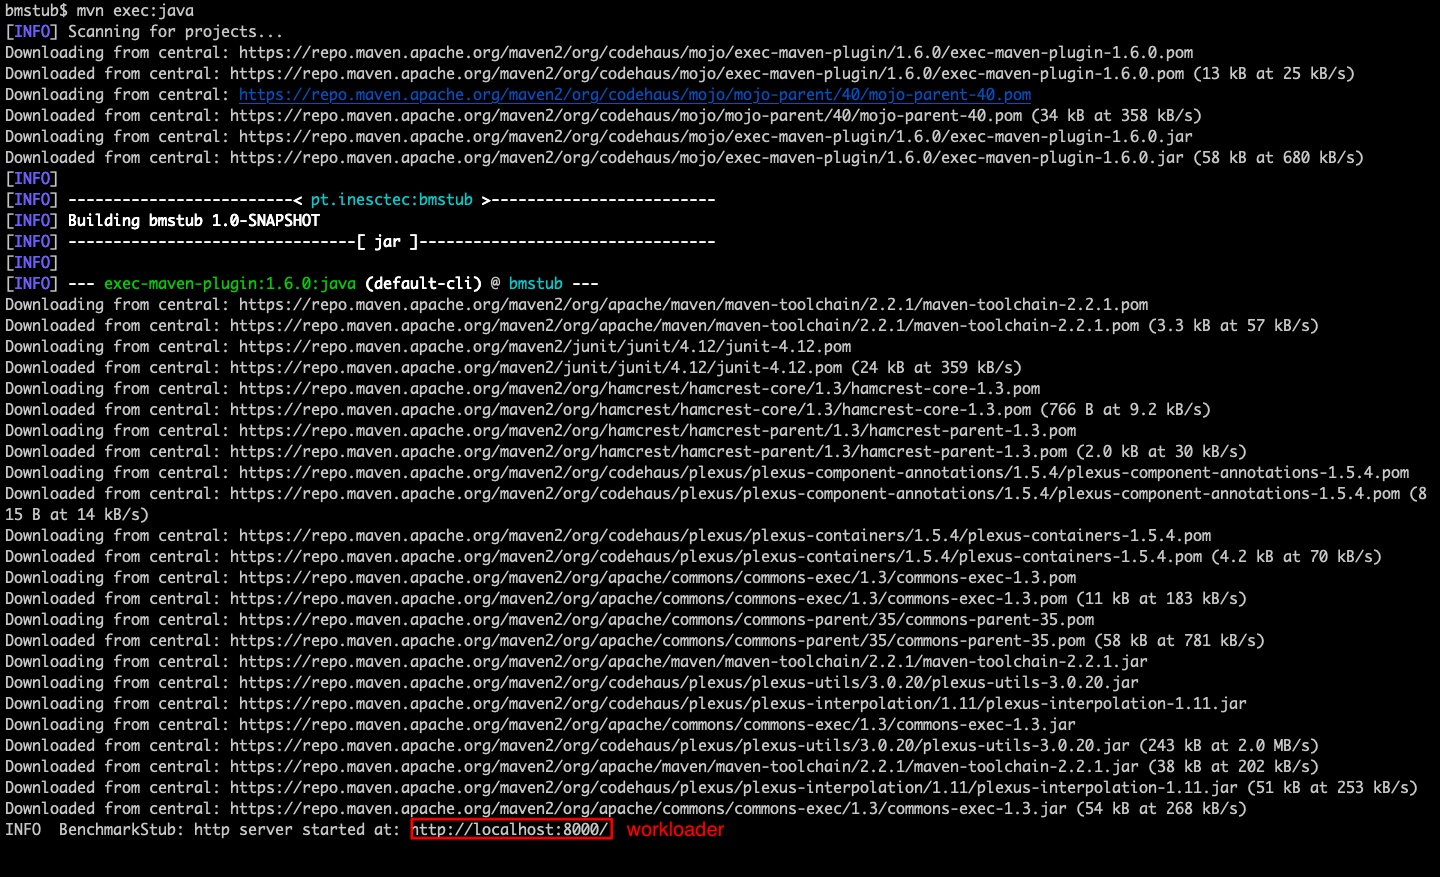 bmstub$ mvn exec:java
[INFO] Scanning for projects...
Downloading from central: https://repo.maven.apache.org/maven2/org/codehaus/mojo/exec-maven-plugin/1.6.0/exec-maven-plugin-1.6.0.pom
Downloaded from central: https://repo.maven.apache.org/maven2/org/codehaus/mojo/exec-maven-plugin/1.6.0/exec-maven-plugin-1.6.0.pom (13 kB at 25 kB/s)
Downloading from central: https://repo.maven.apache.org/maven2/org/codehaus/mojo/mojo-parent/40/mojo-parent-40.pom
Downloaded from central: https://repo.maven.apache.org/maven2/org/codehaus/mojo/mojo-parent/40/mojo-parent-40.pom (34 kB at 358 kB/s)
Downloading from central: https://repo.maven.apache.org/maven2/org/codehaus/mojo/exec-maven-plugin/1.6.0/exec-maven-plugin-1.6.0.jar
Downloaded from central: https://repo.maven.apache.org/maven2/org/codehaus/mojo/exec-maven-plugin/1.6.0/exec-maven-plugin-1.6.0.jar (58 kB at 680 kB/s)
[INFO]
[INFO] -------------------------< pt.inesctec:bmstub >-------------------------
[INFO] Building bmstub 1.0-SNAPSHOT
[INFO] --------------------------------[ jar ]---------------------------------
[INFO]
[INFO] --- exec-maven-plugin:1.6.0:java (default-cli) @ bmstub ---
Downloading from central: https://repo.maven.apache.org/maven2/org/apache/maven/maven-toolchain/2.2.1/maven-toolchain-2.2.1.pom
Downloaded from central: https://repo.maven.apache.org/maven2/org/apache/maven/maven-toolchain/2.2.1/maven-toolchain-2.2.1.pom (3.3 kB at 57 kB/s)
Downloading from central: https://repo.maven.apache.org/maven2/junit/junit/4.12/junit-4.12.pom
Downloaded from central: https://repo.maven.apache.org/maven2/junit/junit/4.12/junit-4.12.pom (24 kB at 359 kB/s)
Downloading from central: https://repo.maven.apache.org/maven2/org/hamcrest/hamcrest-core/1.3/hamcrest-core-1.3.pom
Downloaded from central: https://repo.maven.apache.org/maven2/org/hamcrest/hamcrest-core/1.3/hamcrest-core-1.3.pom (766 B at 9.2 kB/s)
Downloading from central: https://repo.maven.apache.org/maven2/org/hamcrest/hamcrest-parent/1.3/hamcrest-parent-1.3.pom
Downloaded from central: https://repo.maven.apache.org/maven2/org/hamcrest/hamcrest-parent/1.3/hamcrest-parent-1.3.pom (2.0 kB at 30 kB/s)
Downloading from central: https://repo.maven.apache.org/maven2/org/codehaus/plexus/plexus-component-annotations/1.5.4/plexus-component-annotations-1.5.4.pom
Downloaded from central: https://repo.maven.apache.org/maven2/org/codehaus/plexus/plexus-component-annotations/1.5.4/plexus-component-annotations-1.5.4.pom (8
15 B at 14 kB/s)
Downloading from central: https://repo.maven.apache.org/maven2/org/codehaus/plexus/plexus-containers/1.5.4/plexus-containers-1.5.4.pom
Downloaded from central: https://repo.maven.apache.org/maven2/org/codehaus/plexus/plexus-containers/1.5.4/plexus-containers-1.5.4.pom (4.2 kB at 70 kB/s)
Downloading from central: https://repo.maven.apache.org/maven2/org/apache/commons/commons-exec/1.3/commons-exec-1.3.pom
Downloaded from central: https://repo.maven.apache.org/maven2/org/apache/commons/commons-exec/1.3/commons-exec-1.3.pom (11 kB at 183 kB/s)
Downloading from central: https://repo.maven.apache.org/maven2/org/apache/commons/commons-parent/35/commons-parent-35.pom
Downloaded from central: https://repo.maven.apache.org/maven2/org/apache/commons/commons-parent/35/commons-parent-35.pom (58 kB at 781 kB/s)
Downloading from central: https://repo.maven.apache.org/maven2/org/apache/maven/maven-toolchain/2.2.1/maven-toolchain-2.2.1.jar
Downloading from central: https://repo.maven.apache.org/maven2/org/codehaus/plexus/plexus-utils/3.0.20/plexus-utils-3.0.20.jar
Downloading from central: https://repo.maven.apache.org/maven2/org/codehaus/plexus/plexus-interpolation/1.11/plexus-interpolation-1.11.jar
Downloading from central: https://repo.maven.apache.org/maven2/org/apache/commons/commons-exec/1.3/commons-exec-1.3.jar
Downloaded from central: https://repo.maven.apache.org/maven2/org/codehaus/plexus/plexus-utils/3.0.20/plexus-utils-3.0.20.jar (243 kB at 2.0 MB/s)
Downloaded from central: https://repo.maven.apache.org/maven2/org/apache/maven/maven-toolchain/2.2.1/maven-toolchain-2.2.1.jar (38 kB at 202 kB/s)
Downloaded from central: https://repo.maven.apache.org/maven2/org/codehaus/plexus/plexus-interpolation/1.11/plexus-interpolation-1.11.jar (51 kB at 253 kB/s)
Downloaded from central: https://repo.maven.apache.org/maven2/org/apache/commons/commons-exec/1.3/commons-exec-1.3.jar (54 kB at 268 kB/s)
INFO  BenchmarkStub: http server started at: http://localhost:8000/ workloader